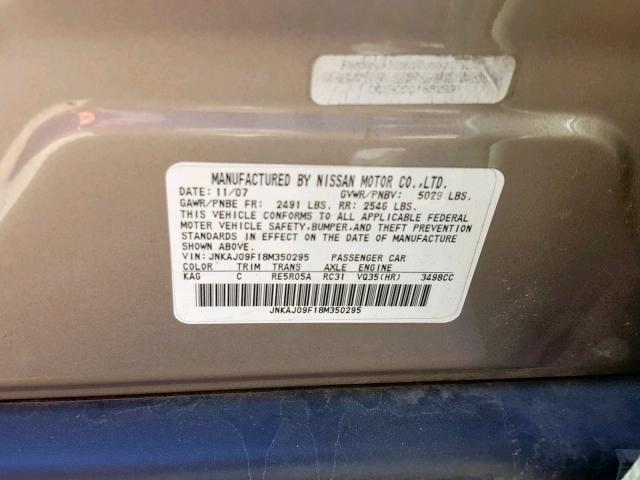 MANUFACTURED BY NISSAN MOTOR CO.,LTD.
DATE: 11/07 GVWR/PNBV: 5029 LBS.
GAWR/PNBE FR: 2491 LBS. RR: 2546 LBS.
THIS VEHICLE CONFORMS TO ALL APPLICABLE FEDERAL
MOTOR VEHICLE SAFETY,BUMPER,AND THEFT PREVENTION
STANDARDS IN EFFECT ON THE DATE OF MANUFACTURE
SHOWN ABOVE.
VIN: JNKAJ09F18M350295 PASSENGER CAR
COLOR TRIM TRANS AXLE ENGINE
KAG C RE5R05A RC31 VQ35(HR) 3498CC
JNKAJ09F18M350295